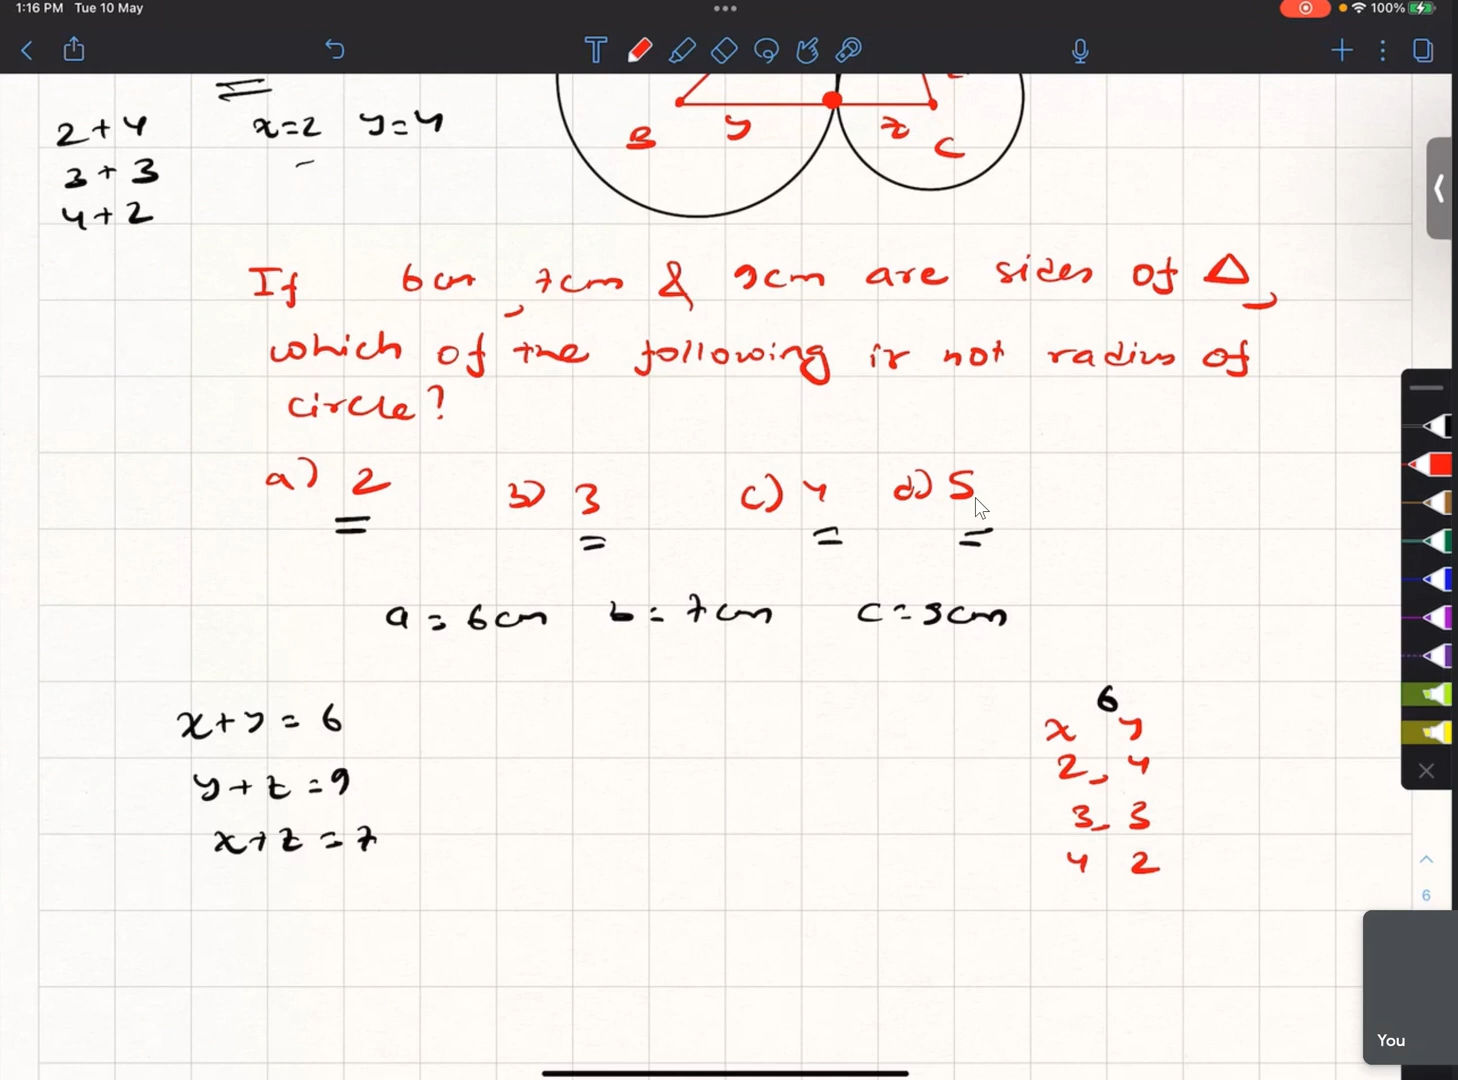 1:16 PM Tue 10 May
100%
T
B y z C
2+4 x=2 y=4
3+3
4+2
If 6cm, 7cm & 9cm are sides of Δ,
which of the following is not radius of
circle?
a) 2 b) 3 c) 4 d) 5
a = 6cm b = 7cm c = 9cm
x+y = 6
y+z = 9
x+z = 7
6
x y
2, 4
3, 3
4 2
6
You